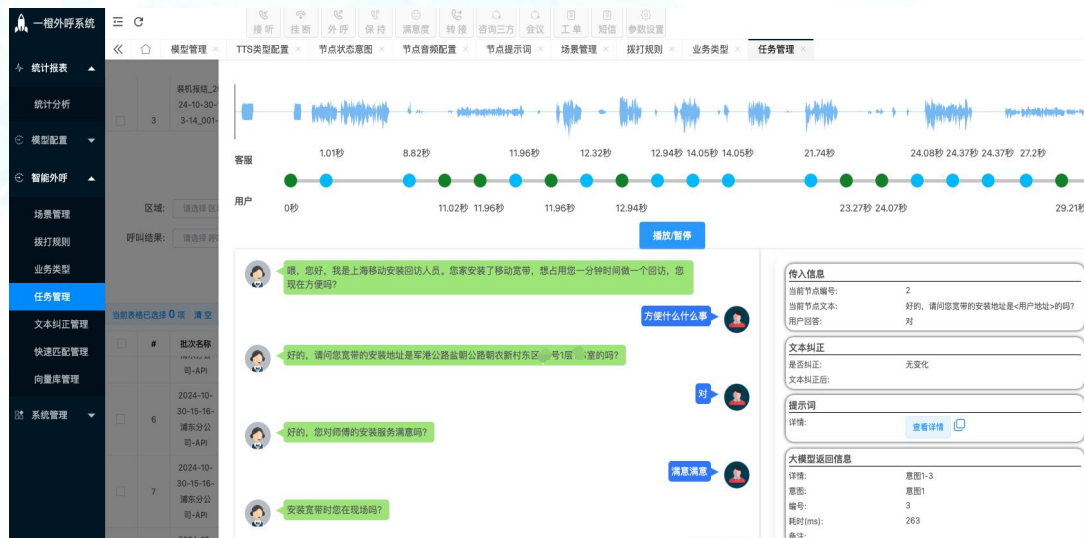 一橙外呼系统
接听 挂断 外呼 保持 满意度 转接 咨询三方 会议 工单 短信 参数设置
模型管理 × TTS类型配置 × 节点状态意图 × 节点音频配置 × 节点提示词 × 场景管理 × 拨打规则 × 业务类型 × 任务管理 ×
统计报表
统计分析
模型配置
智能外呼
场景管理
拨打规则
业务类型
任务管理
文本纠正管理
快速匹配管理
向量库管理
系统管理
装机报结_20
24-10-30-
3 3-14_001-
区域: 请选择 区
呼叫结果: 请选择 呼
当前表格已选择 0 项 清空
# 批次名称
司-API
6
2024-10-
30-15-16-
浦东分公
司-API
7
2024-10-
30-15-16-
浦东分公
司-API
1.01秒 8.82秒 11.96秒 12.32秒 12.94秒 14.05秒 14.05秒 21.74秒 24.08秒 24.37秒 24.37秒 27.2秒
客服
用户
0秒 11.02秒 11.96秒 11.96秒 12.94秒 23.27秒 24.07秒 29.21秒
播放/暂停
喂，您好，我是上海移动安装回访人员。您家安装了移动宽带，想占用您一分钟时间做一个回访，您
现在方便吗?
方便什么什么事
好的，请问您宽带的安装地址是军港公路盐朝公路朝农新村东区 号1层 室的吗?
对
好的，您对师傅的安装服务满意吗?
满意满意
安装宽带时您在现场吗?
传入信息
当前节点编号: 2
当前节点文本: 好的，请问您宽带的安装地址是<用户地址>的吗?
用户回答: 对
文本纠正
是否纠正: 无变化
文本纠正后:
提示词
详情: 查看详情
大模型返回信息
详情: 意图1-3
意图: 意图1
编号: 3
耗时(ms): 263
备注: